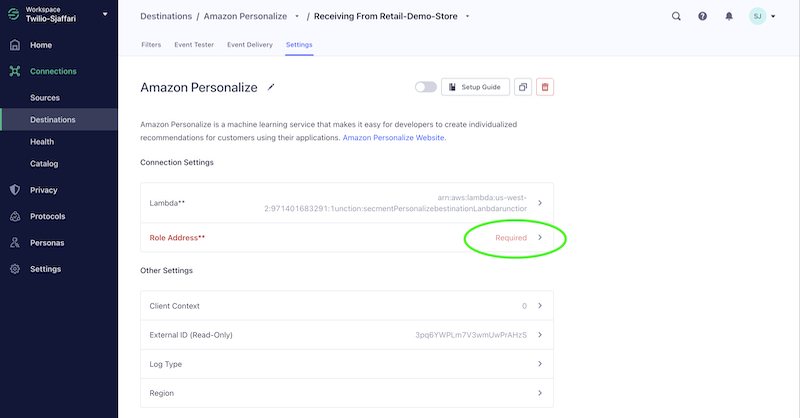 Workspace
Twilio-Sjaffari
Home
Connections
Sources
Destinations
Health
Catalog
Privacy
Protocols
Personas
Settings
Destinations / Amazon Personalize / Receiving From Retail-Demo-Store
SJ
Filters Event Tester Event Delivery Settings
Amazon Personalize
Setup Guide
Amazon Personalize is a machine learning service that makes it easy for developers to create individualized
recommendations for customers using their applications. Amazon Personalize Website.
Connection Settings
Lambda**
arn:aws:lambda:us-west-
2:971401683291:1unction:secmentPersonalizebestinationLanbdarunctior
Role Address** Required
Other Settings
Client Context 0
External ID (Read-Only) 3pq6YWPLm7V3wmUwPrAHzS
Log Type
Region